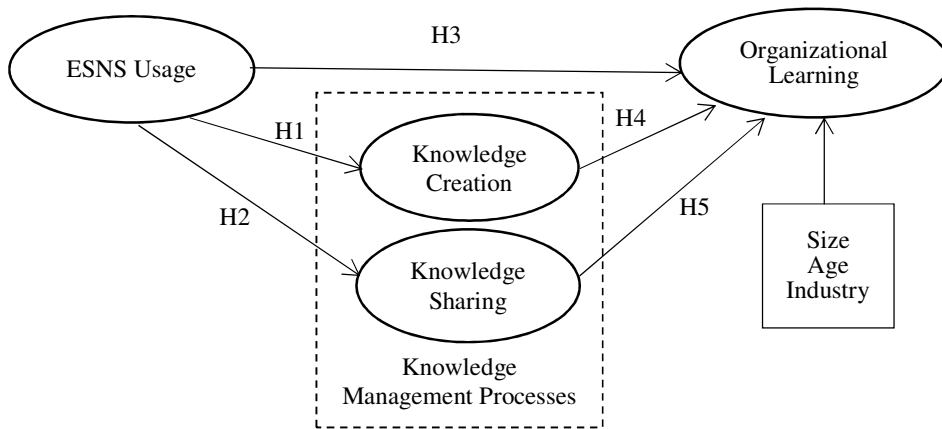 H3
ESNS Usage
Organizational
Learning
H1
H4
Knowledge
Creation
H2
H5
Knowledge
Sharing
Size
Age
Industry
Knowledge
Management Processes